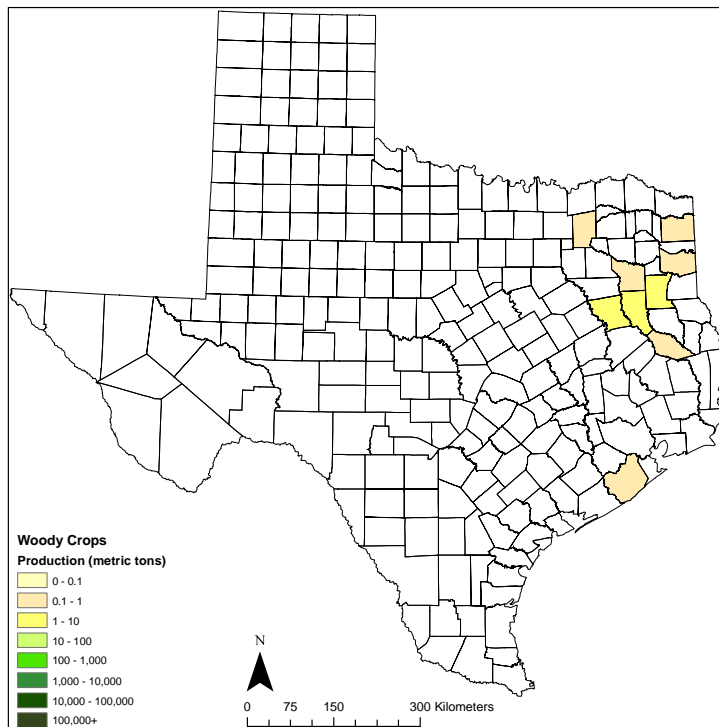 Woody Crops
Production (metric tons)
0 - 0.1
0.1 - 1
1 - 10
10 - 100
100 - 1,000
1,000 - 10,000
10,000 - 100,000
100,000+
N
0 75 150 300 Kilometers